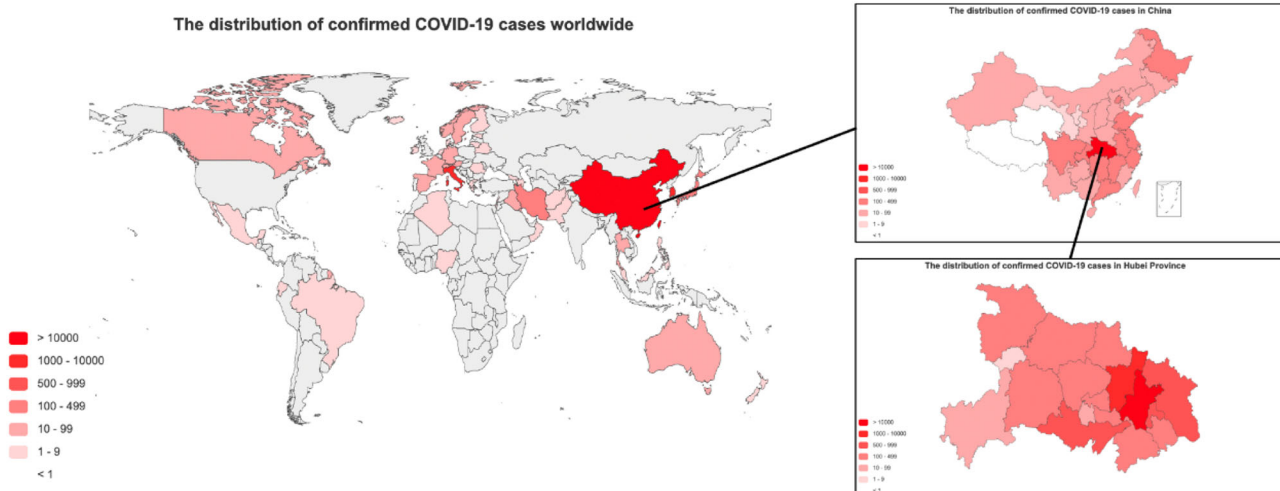 The distribution of confirmed COVID-19 cases worldwide
> 10000
1000 - 10000
500 - 999
100 - 499
10 - 99
1 - 9
< 1
The distribution of confirmed COVID-19 cases in China
> 10000
1000 - 10000
500 - 999
100 - 499
10 - 99
1 - 9
< 1
The distribution of confirmed COVID-19 cases in Hubei Province
> 10000
1000 - 10000
500 - 999
100 - 499
10 - 99
1 - 9
< 1